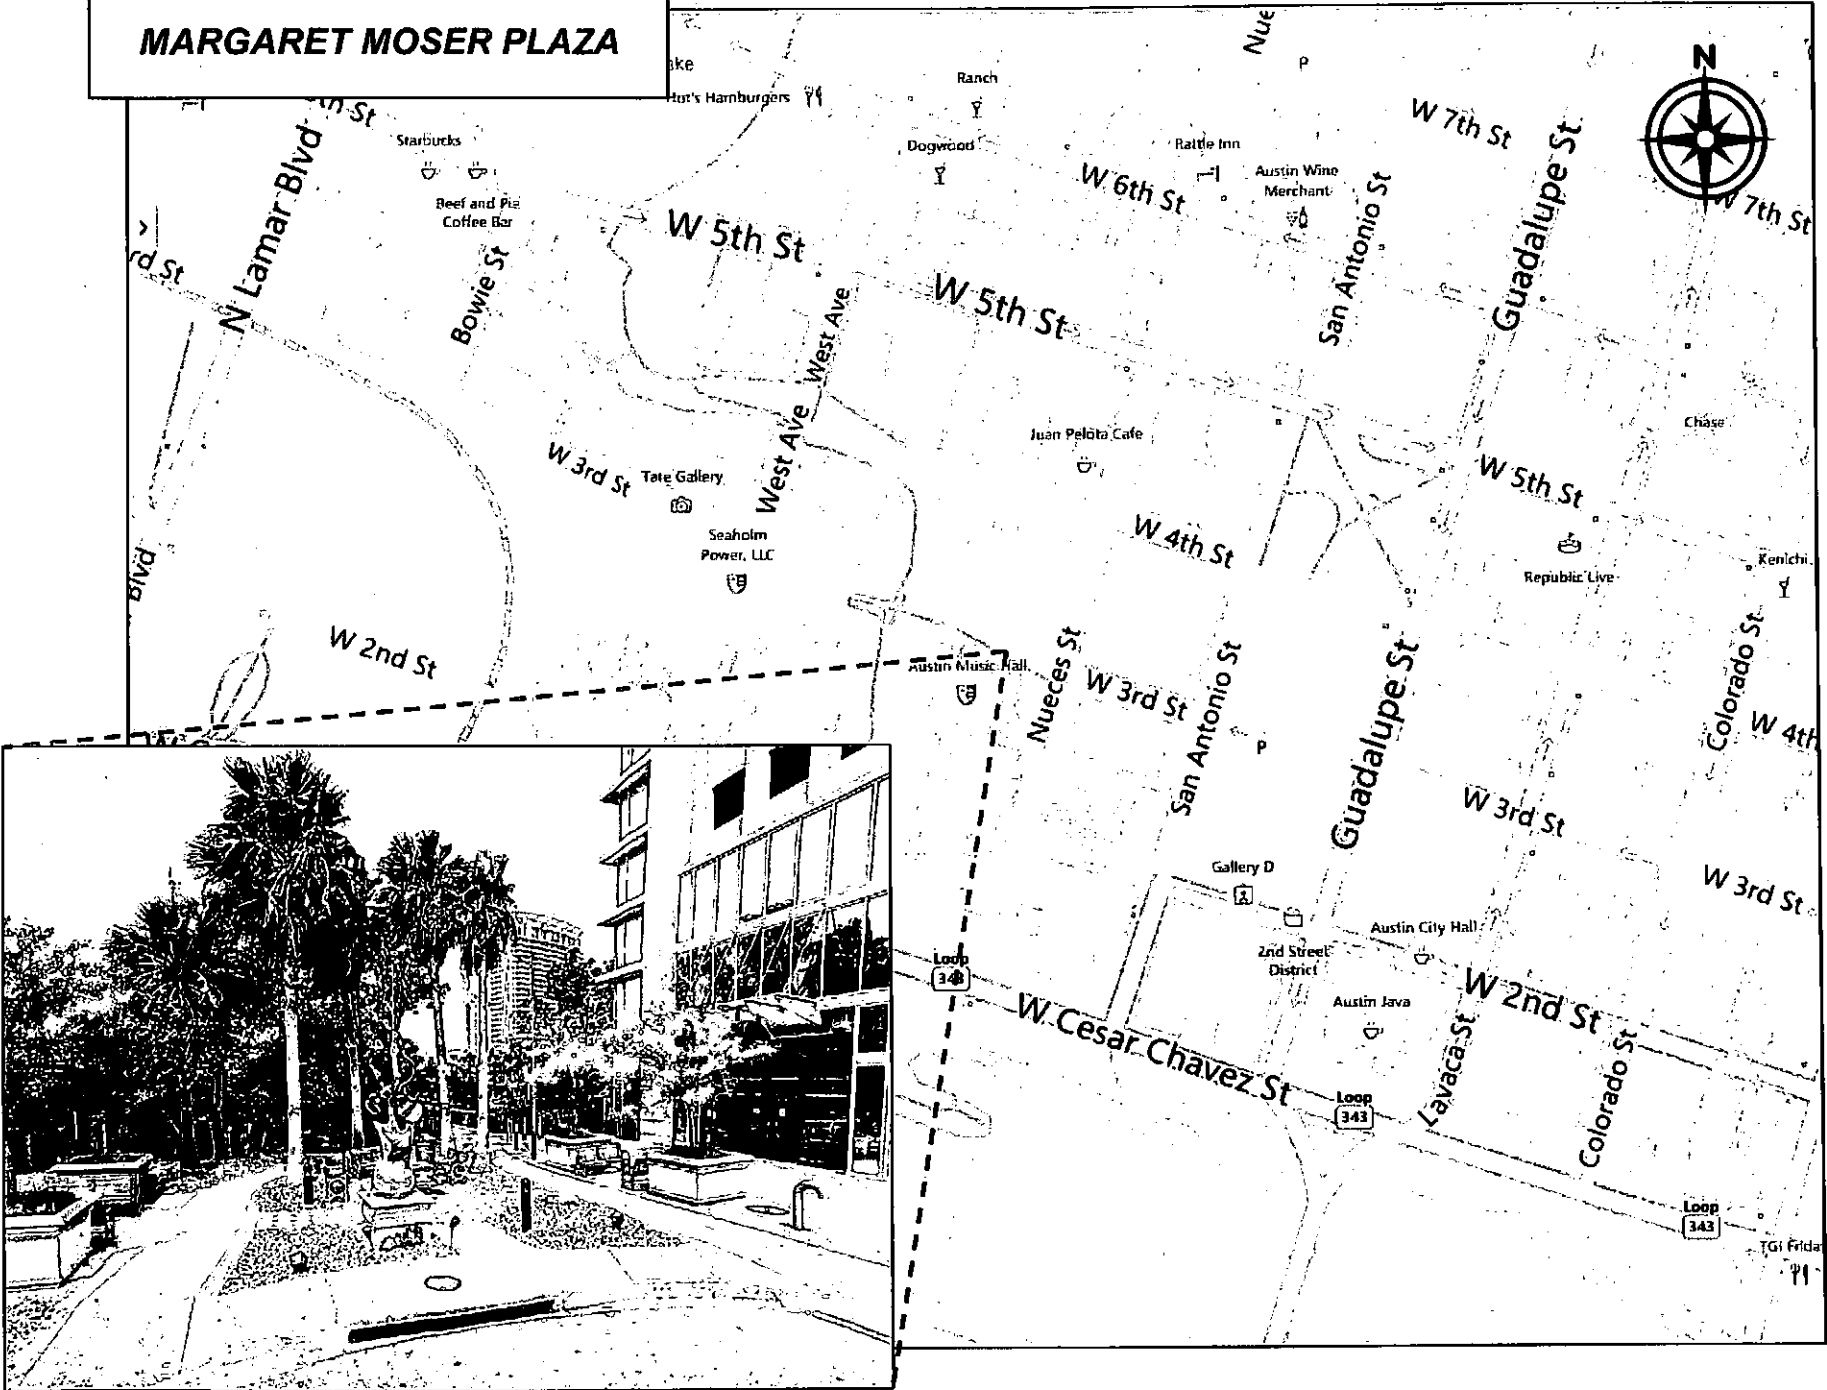 MARGARET MOSER PLAZA
N
Ranch
Hut's Hamburgers
P
W 7th St
Starbucks
Dogwood
Rattle Inn
Austin Wine
Merchant
W 6th St
W 7th St
N Lamar Blvd
Beef and Pie
Coffee Bar
W 5th St
San Antonio St
Guadalupe St
rd St
Bowie St
W 5th St
West Ave
West Ave
Juan Pelota Cafe
Chase
W 3rd St
Tate Gallery
W 5th St
Seaholm
Power, LLC
W 4th St
Blvd
Republic Live
Kenichi
W 2nd St
Austin Music Hall
Nueces St
W 3rd St
San Antonio St
Guadalupe St
Colorado St
W 4th
P
W 3rd St
Gallery D
W 3rd St
Austin City Hall
2nd Street
District
Loop
343
W 2nd St
Austin Java
W Cesar Chavez St
Lavaca St
Colorado St
Loop
343
Loop
343
TGI Frida